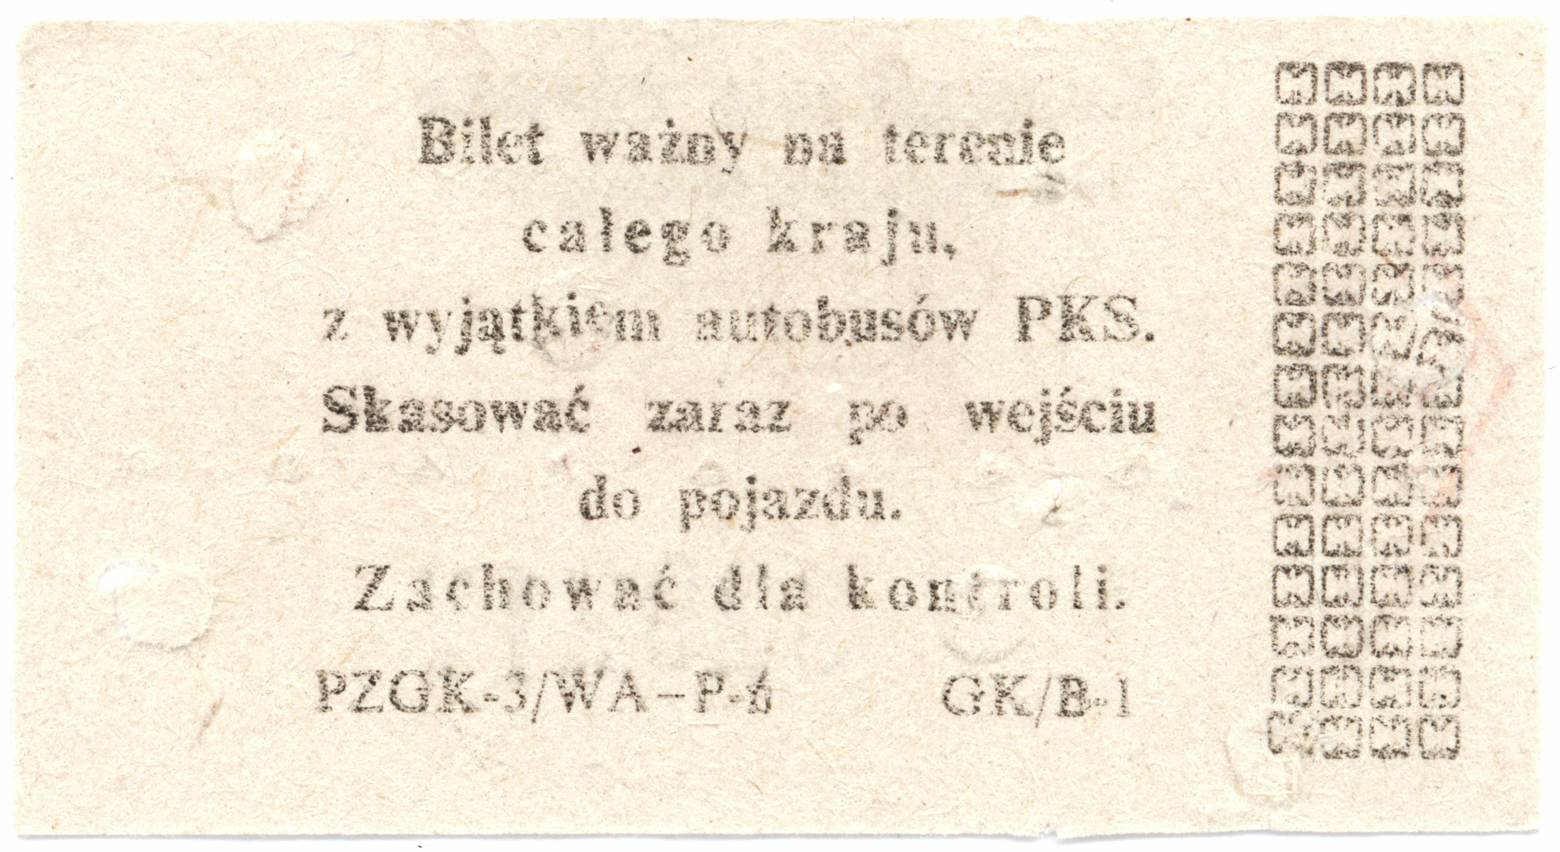 Bilet ważny na terenie
całego kraju,
z wyjątkiem autobusów PKS.
Skasować zaraz po wejściu
do pojazdu.
Zachować dla kontroli.
PZGK-3/WA–P-6 GK/B-1